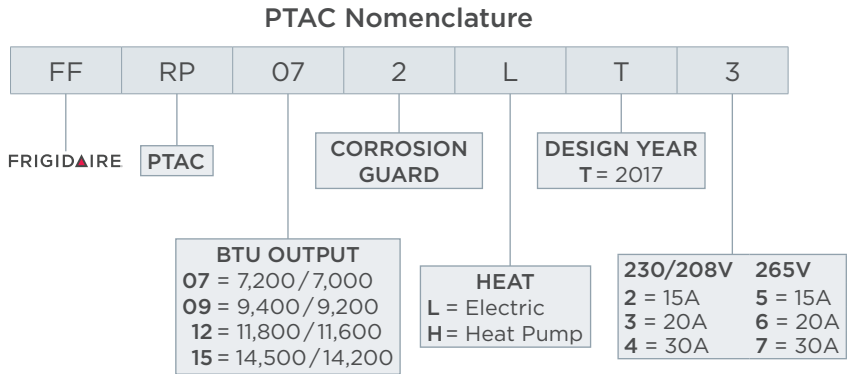 PTAC Nomenclature
FF RP 07 2 L T 3
FRIGIDAIRE
PTAC
CORROSION
GUARD
DESIGN YEAR
T = 2017
BTU OUTPUT
07 = 7,200/7,000
09 = 9,400/9,200
12 = 11,800/11,600
15 = 14,500/14,200
HEAT
L = Electric
H = Heat Pump
230/208V 265V
2 = 15A 5 = 15A
3 = 20A 6 = 20A
4 = 30A 7 = 30A